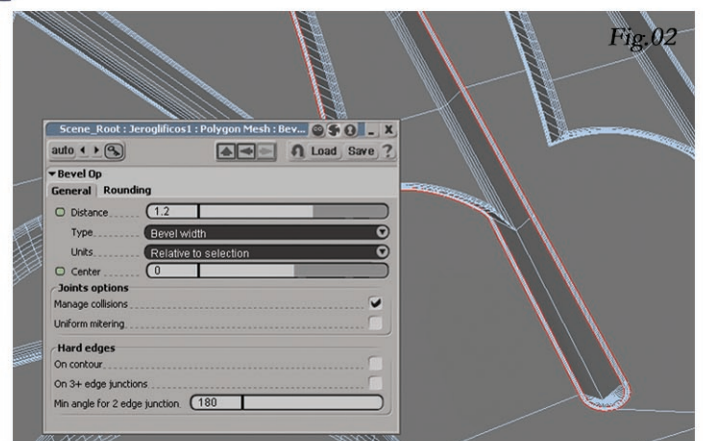 Fig.02
Scene_Root : Jeroglificos1 : Polygon Mesh : Bev...
auto
Load Save ?
Bevel Op
General Rounding
Distance 1.2
Type Bevel width
Units Relative to selection
Center 0
Joints options
Manage collisions
Uniform mitering
Hard edges
On contour
On 3+ edge junctions
Min angle for 2 edge junction 180